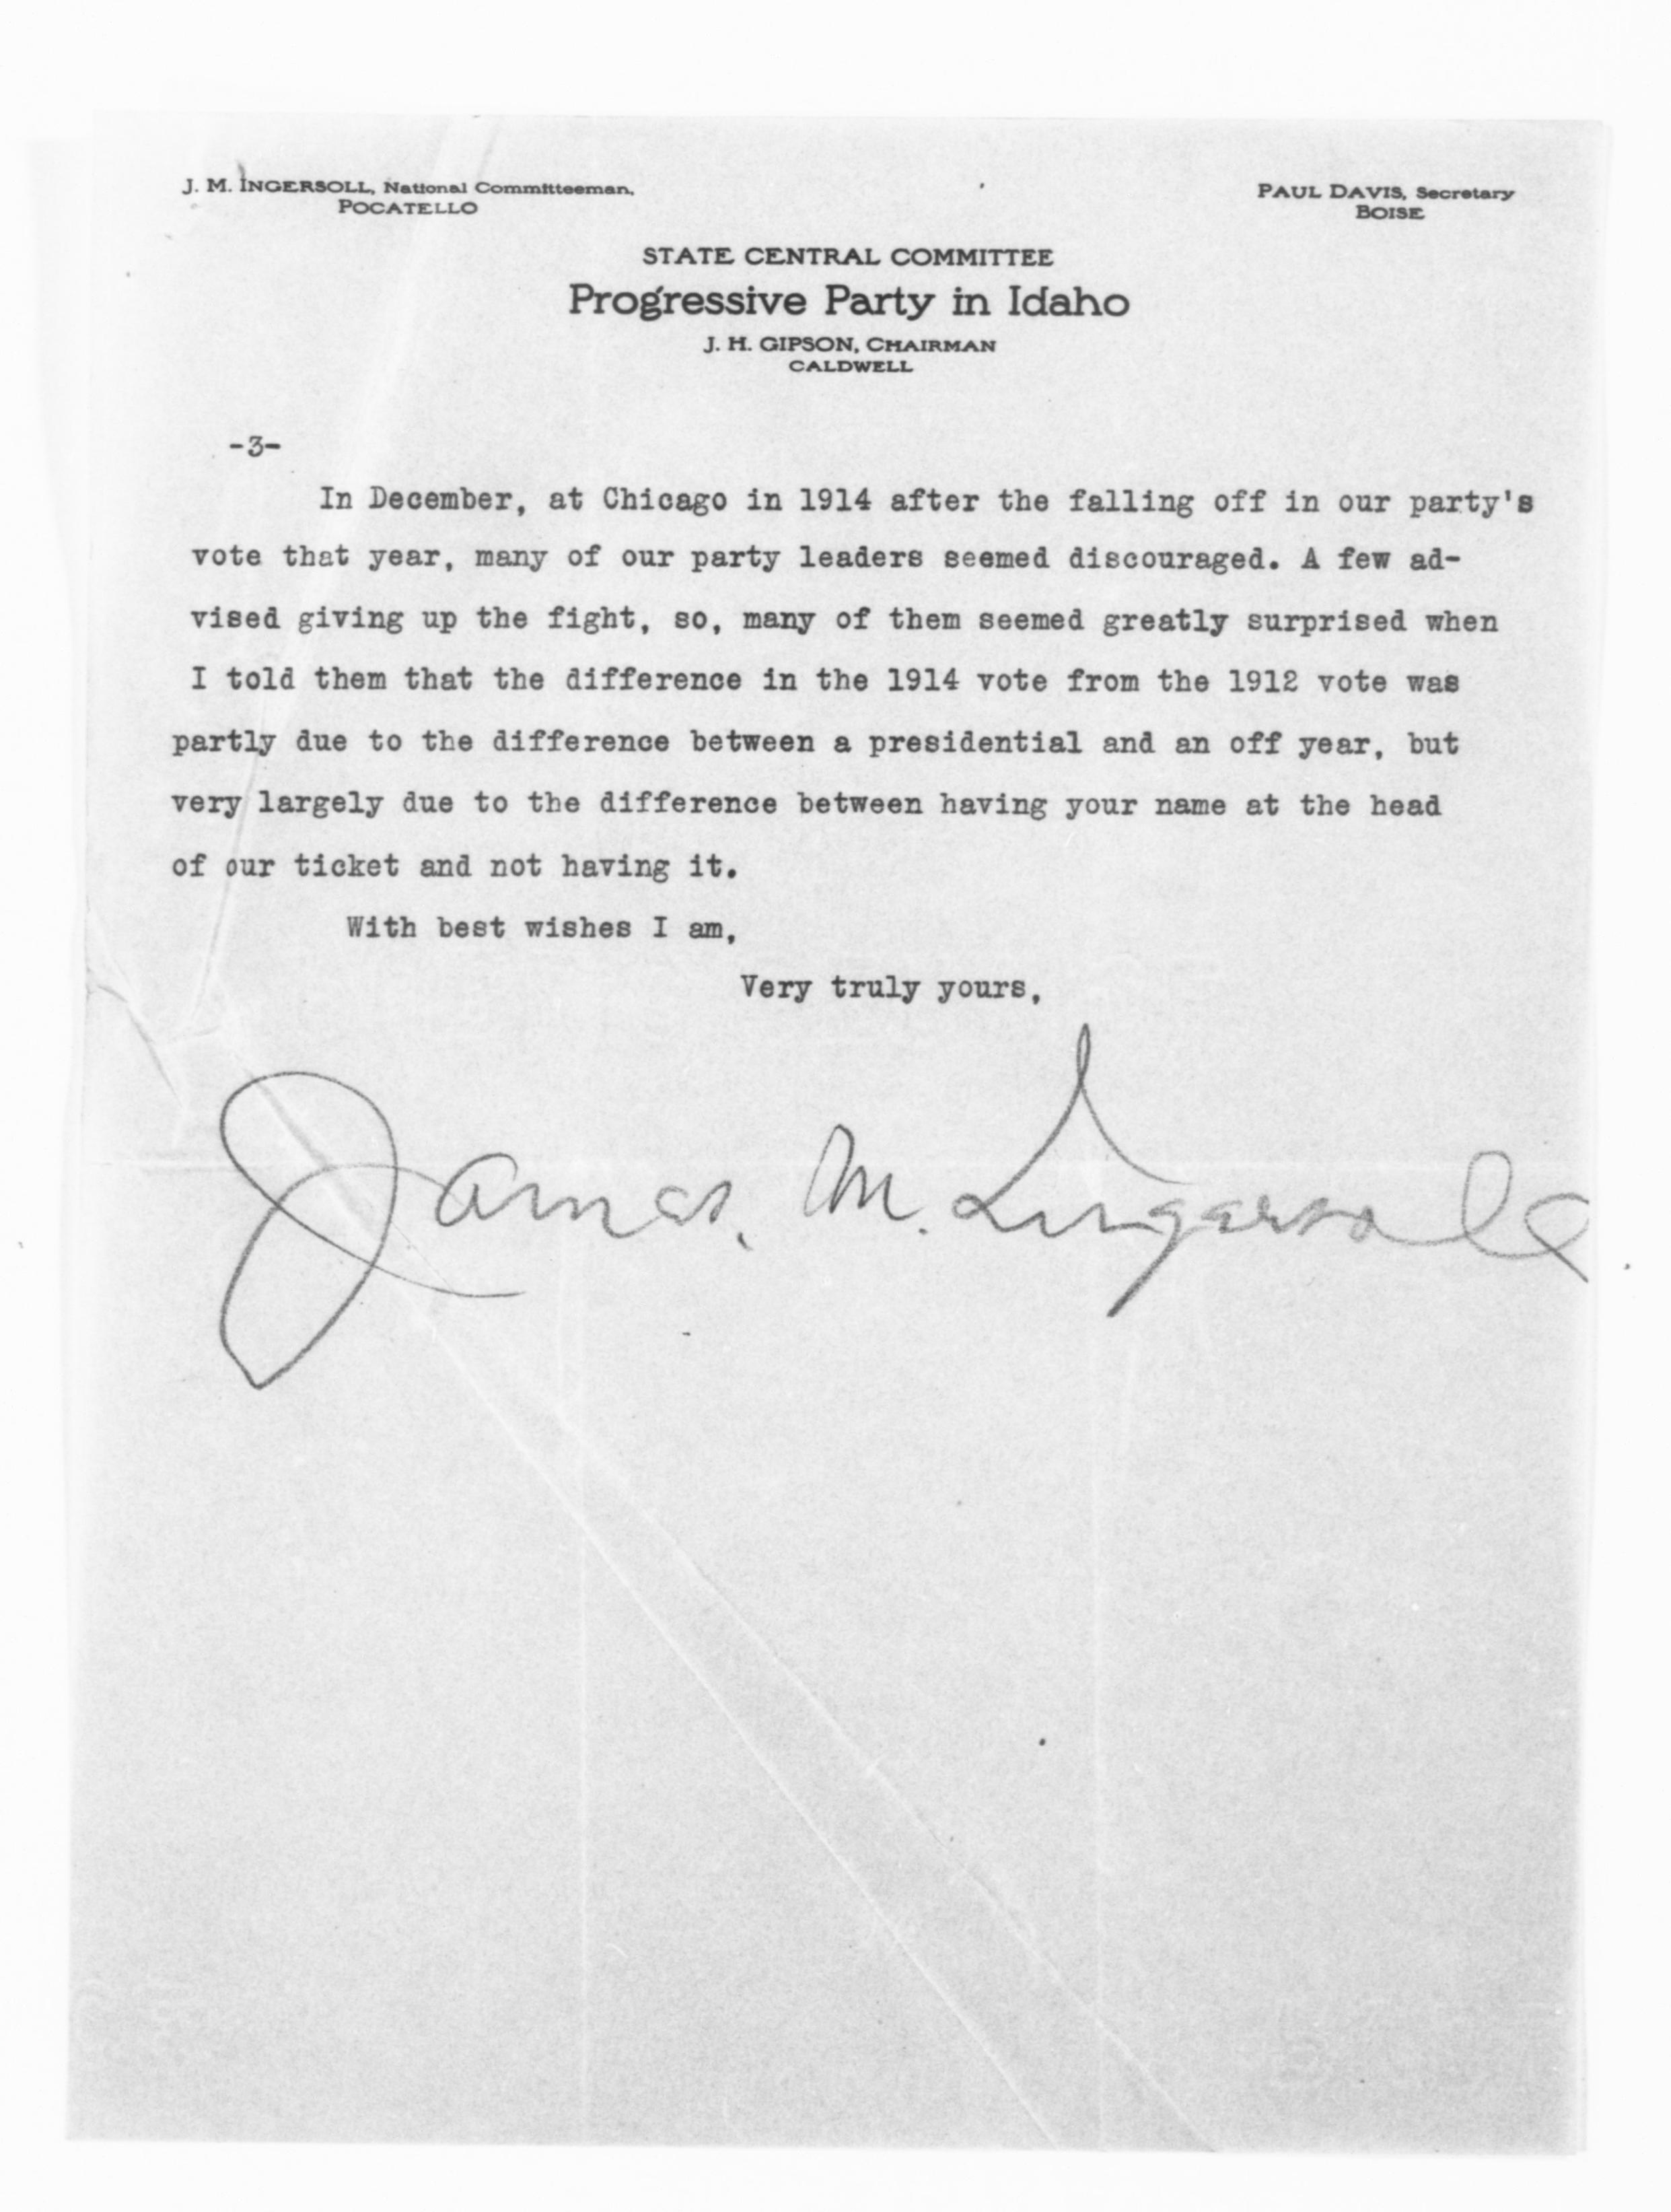 J. M. INGERSOLL, National Committeeman,
POCATELLO
PAUL DAVIS, Secretary
BOISE
STATE CENTRAL COMMITTEE
Progressive Party in Idaho
J. H. GIPSON, CHAIRMAN
CALDWELL
-3-
In December, at Chicago in 1914 after the falling off in our party's
vote that year, many of our party leaders seemed discouraged. A few ad-
vised giving up the fight, so, many of them seemed greatly surprised when
I told them that the difference in the 1914 vote from the 1912 vote was
partly due to the difference between a presidential and an off year, but
very largely due to the difference between having your name at the head
of our ticket and not having it.
With best wishes I am,
Very truly yours,
James. M. Ingersoll